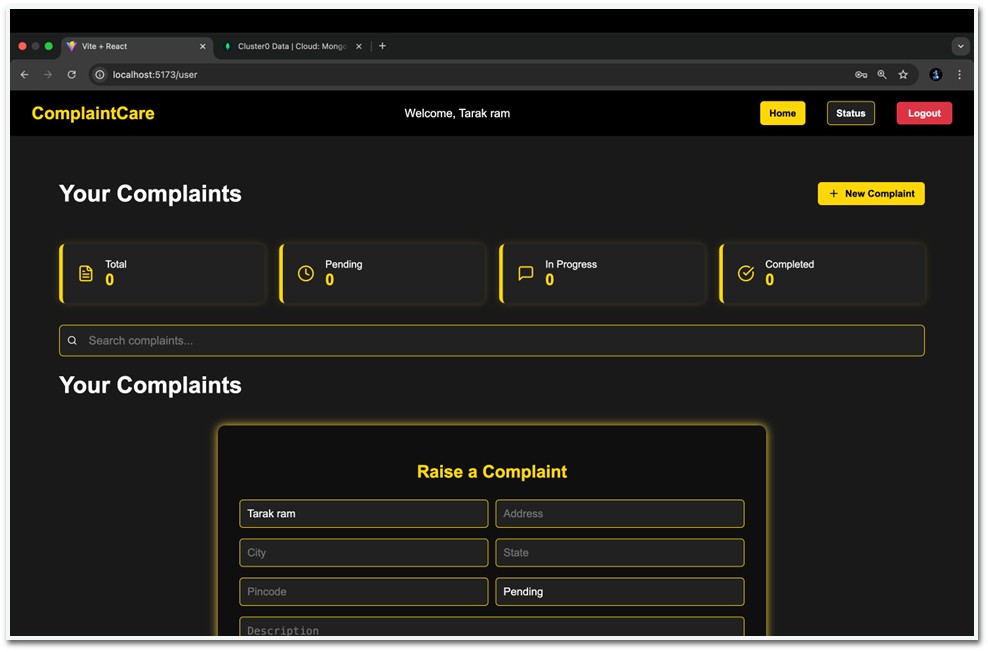 Vite + React
Cluster0 Data | Cloud: Mongo
localhost:5173/user
ComplaintCare
Welcome, Tarak ram
Home
Status
Logout
Your Complaints
+ New Complaint
Total
0
Pending
0
In Progress
0
Completed
0
Search complaints...
Your Complaints
Raise a Complaint
Tarak ram
Address
City
State
Pincode
Pending
Description